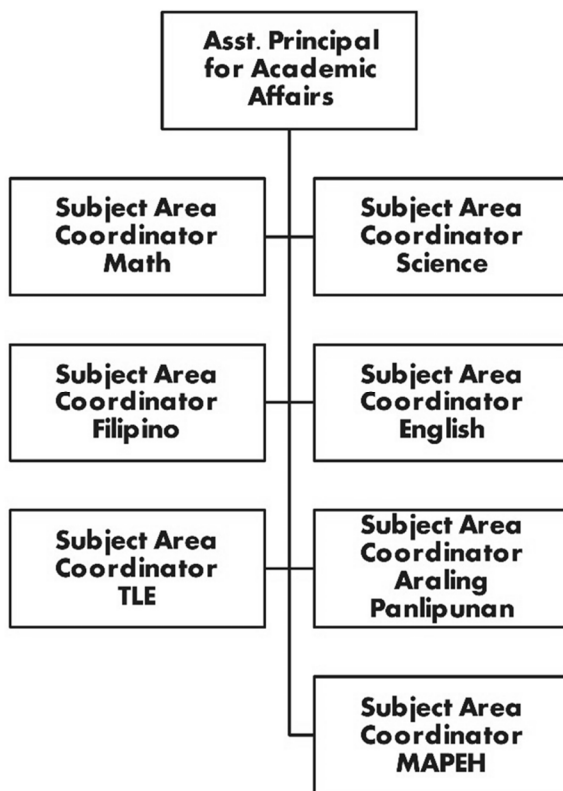 Asst. Principal
for Academic
Affairs
Subject Area
Coordinator
Math
Subject Area
Coordinator
Science
Subject Area
Coordinator
Filipino
Subject Area
Coordinator
English
Subject Area
Coordinator
TLE
Subject Area
Coordinator
Araling
Panlipunan
Subject Area
Coordinator
MAPEH